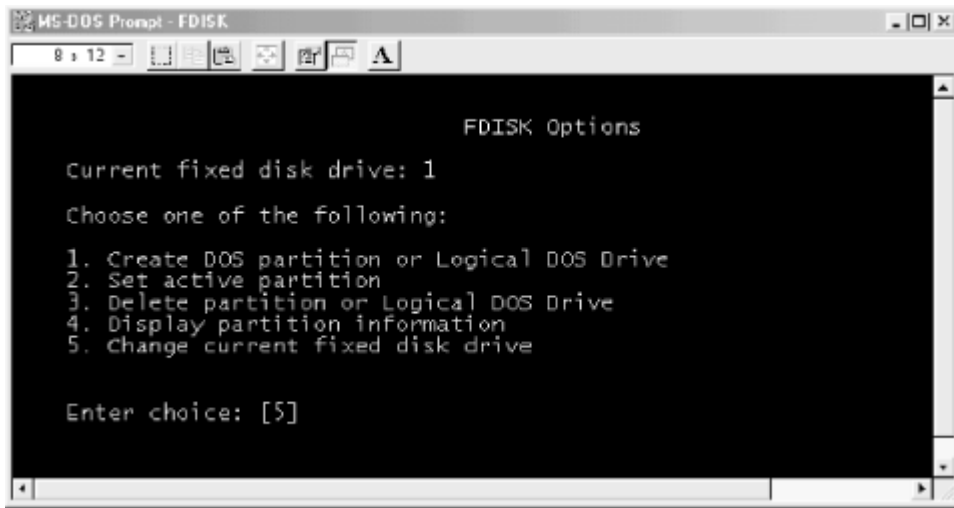 MS-DOS Prompt - FDISK
8 x 12
A
FDISK Options
Current fixed disk drive: 1
Choose one of the following:
1. Create DOS partition or Logical DOS Drive
2. Set active partition
3. Delete partition or Logical DOS Drive
4. Display partition information
5. Change current fixed disk drive
Enter choice: [5]